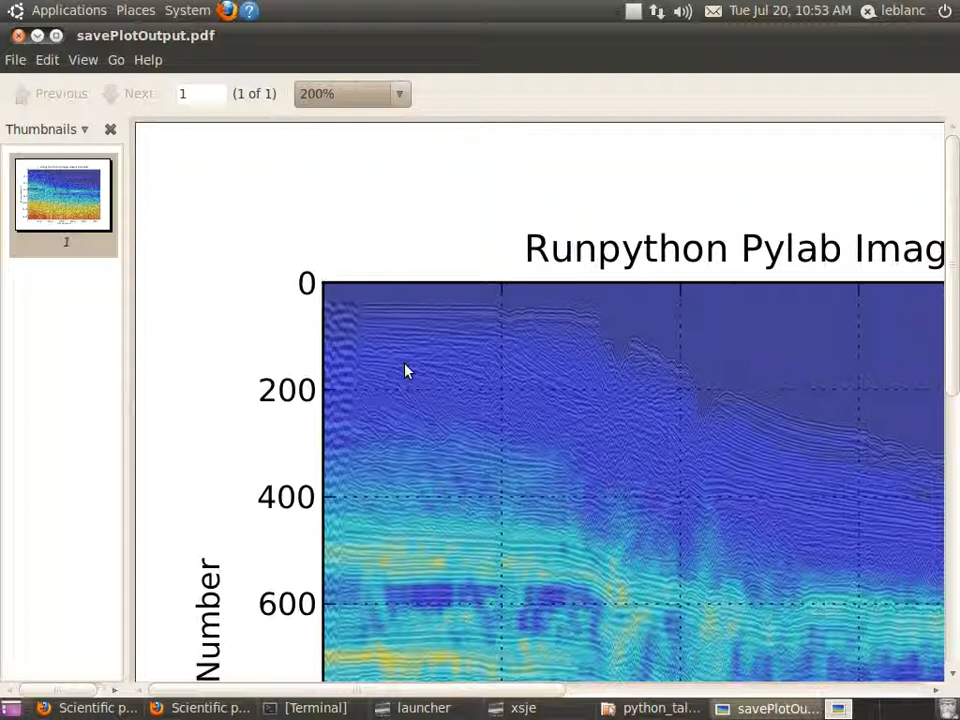 Applications Places System Tue Jul 20, 10:53 AM leblanc
savePlotOutput.pdf
File Edit View Go Help
Previous Next 1 (1 of 1) 200%
Thumbnails
1
Runpython Pylab Imag
0
200
400
600
Number
Scientific p... Scientific p... [Terminal] launcher xsje python_tal... savePlotOu...